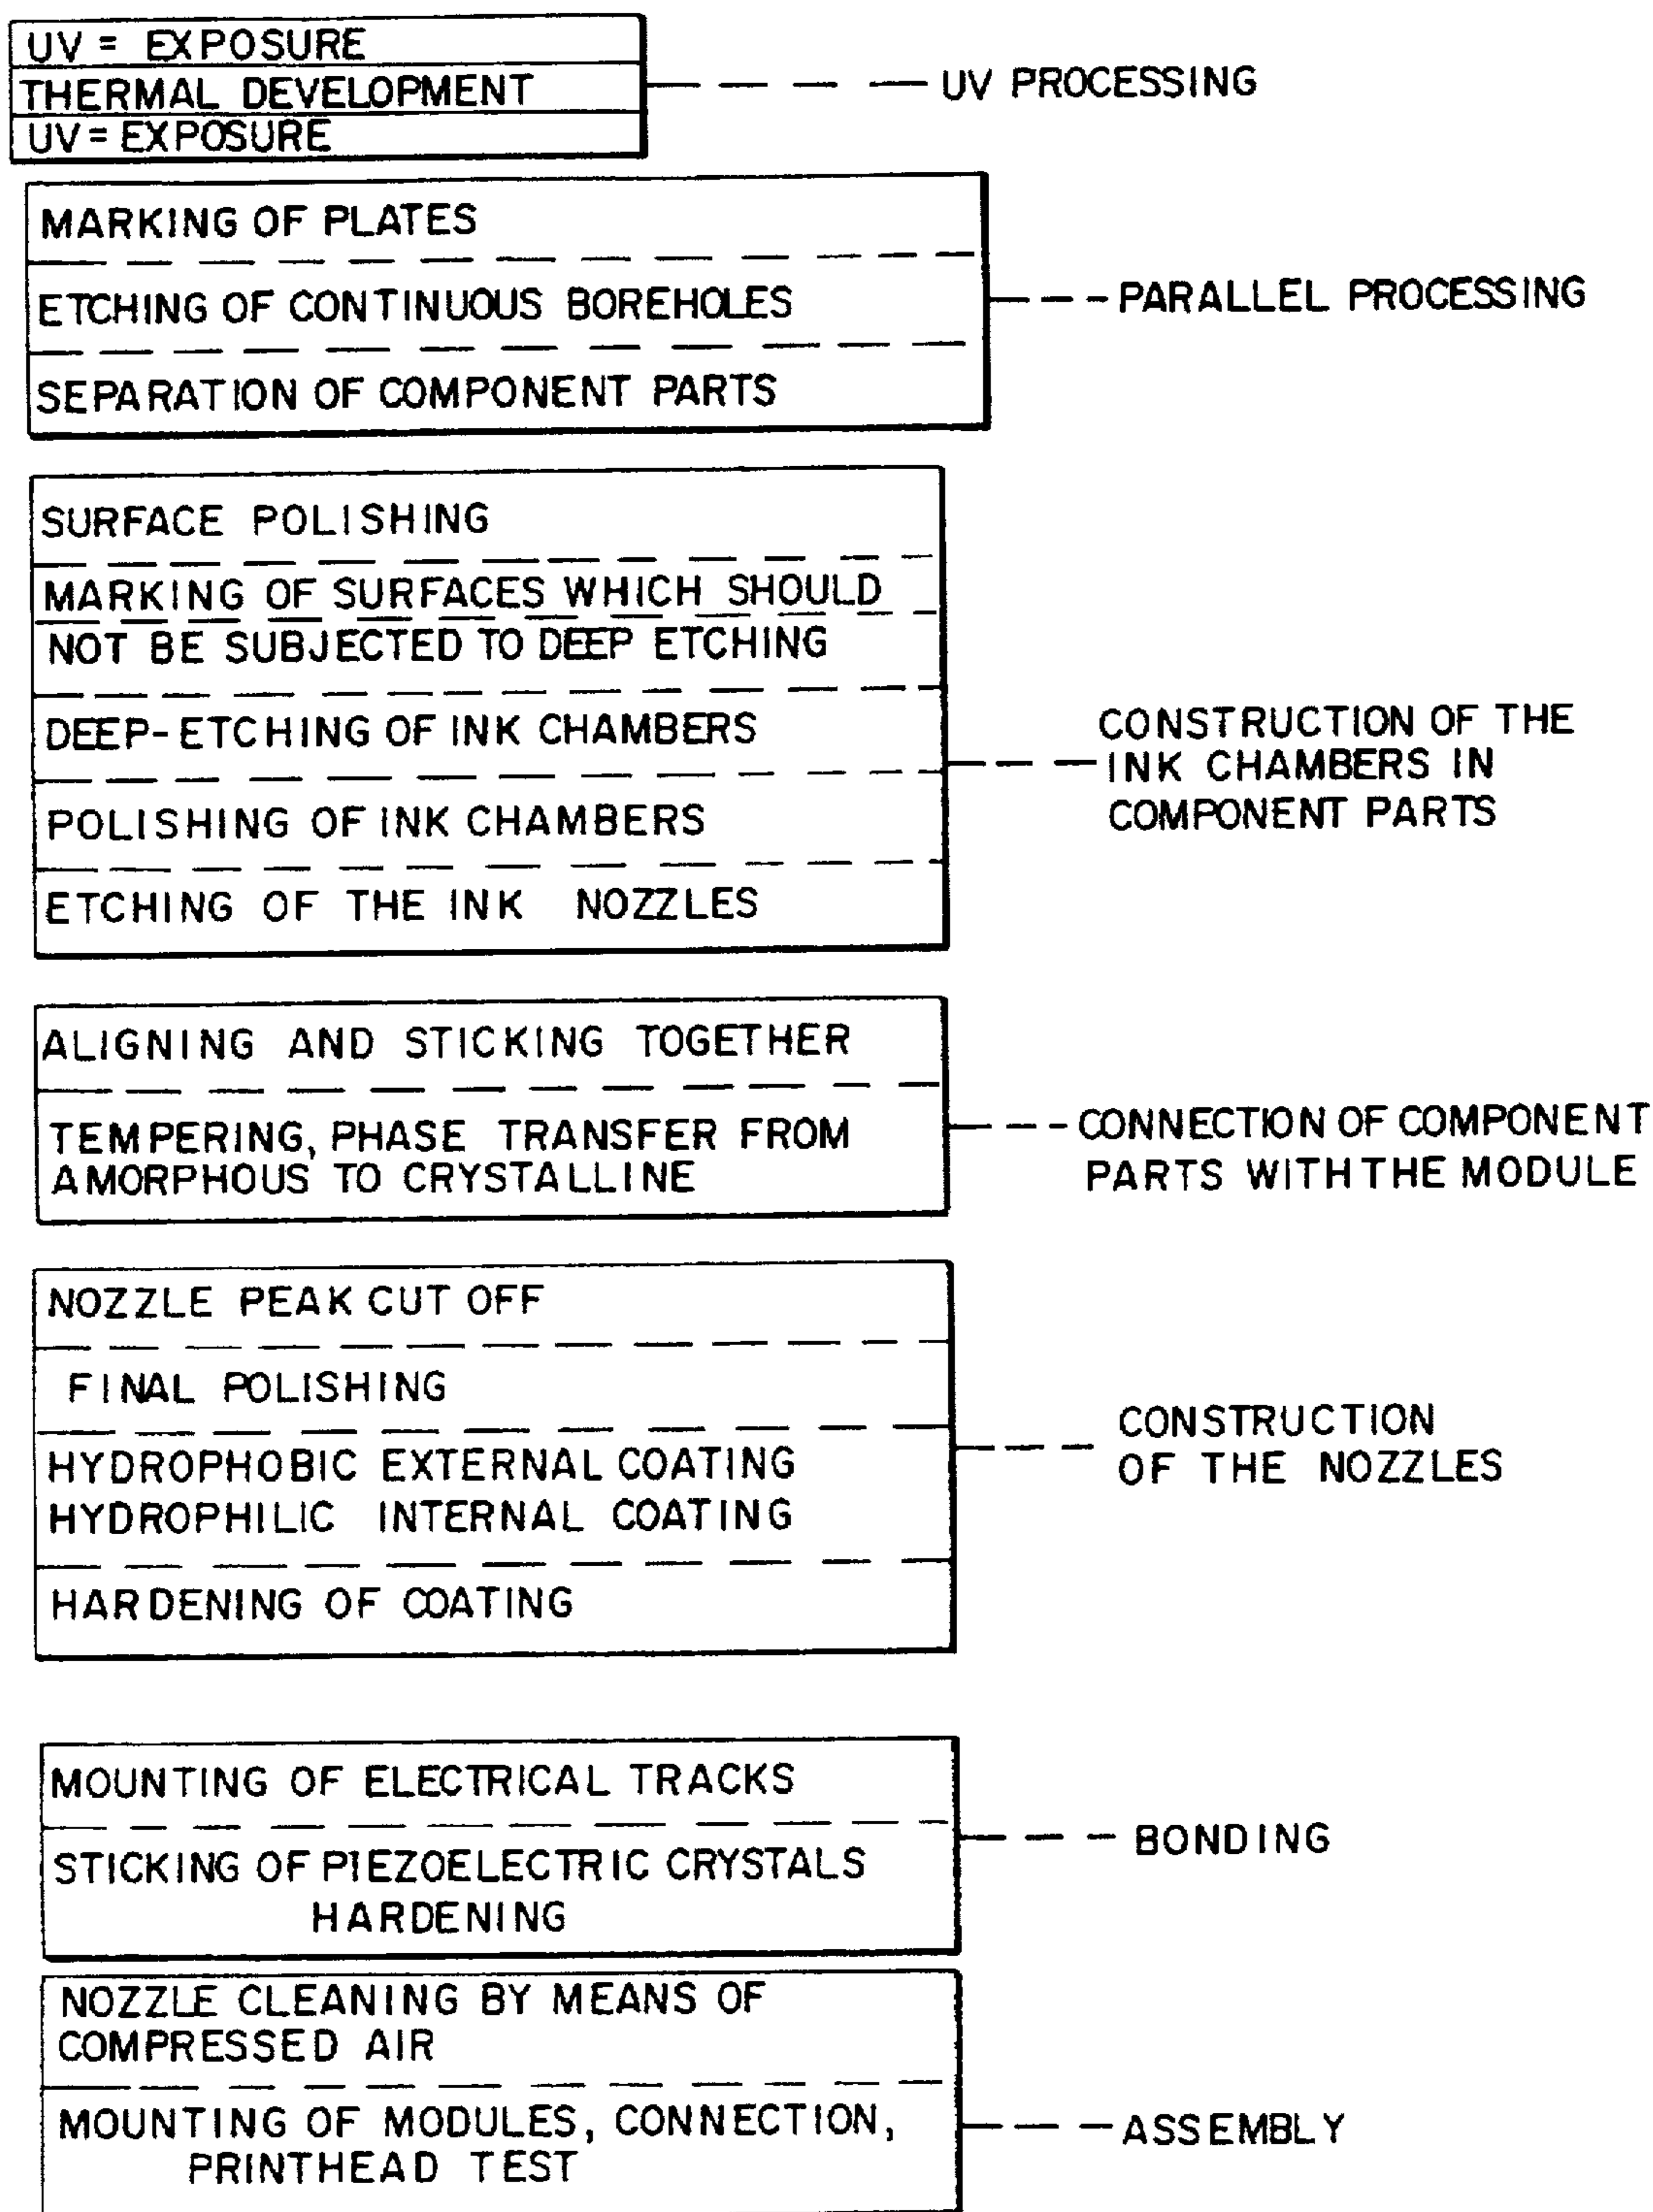 UV = EXPOSURE
THERMAL DEVELOPMENT
UV = EXPOSURE
UV PROCESSING
MARKING OF PLATES
ETCHING OF CONTINUOUS BOREHOLES
SEPARATION OF COMPONENT PARTS
PARALLEL PROCESSING
SURFACE POLISHING
MARKING OF SURFACES WHICH SHOULD
NOT BE SUBJECTED TO DEEP ETCHING
DEEP-ETCHING OF INK CHAMBERS
POLISHING OF INK CHAMBERS
ETCHING OF THE INK NOZZLES
CONSTRUCTION OF THE
INK CHAMBERS IN
COMPONENT PARTS
ALIGNING AND STICKING TOGETHER
TEMPERING, PHASE TRANSFER FROM
AMORPHOUS TO CRYSTALLINE
CONNECTION OF COMPONENT
PARTS WITH THE MODULE
NOZZLE PEAK CUT OFF
FINAL POLISHING
HYDROPHOBIC EXTERNAL COATING
HYDROPHILIC INTERNAL COATING
HARDENING OF COATING
CONSTRUCTION
OF THE NOZZLES
MOUNTING OF ELECTRICAL TRACKS
STICKING OF PIEZOELECTRIC CRYSTALS
HARDENING
BONDING
NOZZLE CLEANING BY MEANS OF
COMPRESSED AIR
MOUNTING OF MODULES, CONNECTION,
PRINTHEAD TEST
ASSEMBLY